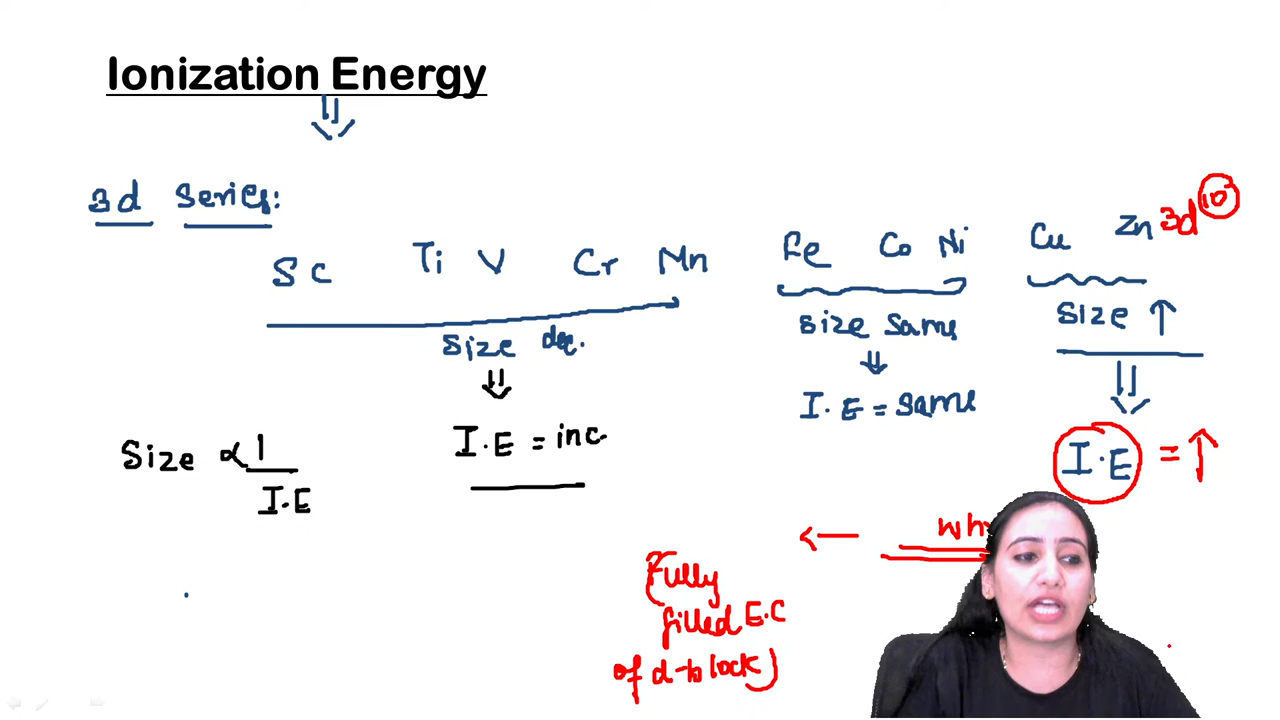 Ionization Energy
3d Series:
Sc Ti V Cr Mn Fe Co Ni Cu Zn 3d10
Size dec. Size Same Size ↑
I.E = inc I.E = Same I.E = ↑
Size ∝ 1/I.E
(Fully
filled E.C
of d-block)